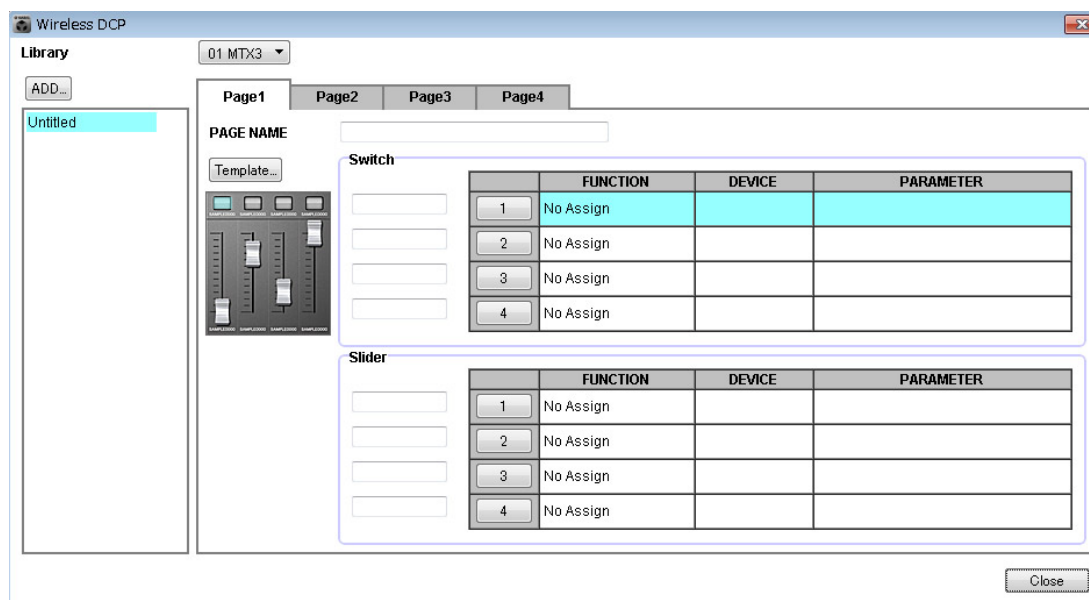 Wireless DCP
Library
01 MTX3
ADD...
Page1 Page2 Page3 Page4
Untitled
PAGE NAME
Template...
Switch
FUNCTION DEVICE PARAMETER
1 No Assign
2 No Assign
3 No Assign
4 No Assign
Slider
FUNCTION DEVICE PARAMETER
1 No Assign
2 No Assign
3 No Assign
4 No Assign
Close